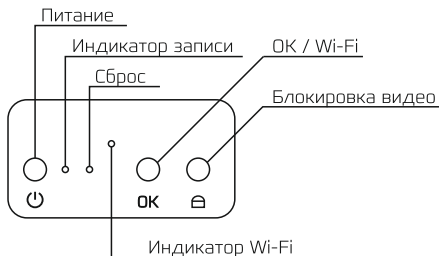 Питание
Индикатор записи
OK / Wi-Fi
Сброс
Блокировка видео
OK
Индикатор Wi-Fi